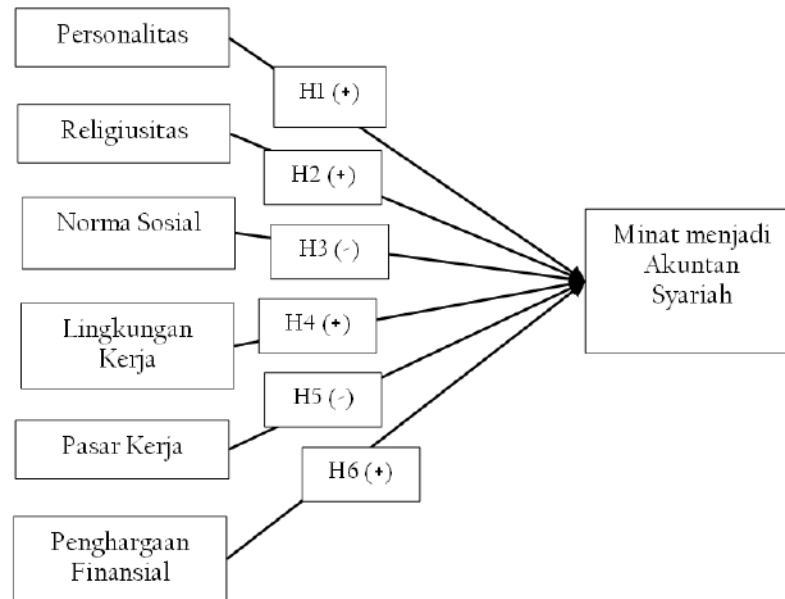 Personalitas
H1 (+)
Religiusitas
H2 (+)
Norma Sosial
H3 (-)
Minat menjadi
Akuntan
Syariah
Lingkungan
Kerja
H4 (+)
H5 (-)
Pasar Kerja
H6 (+)
Penghargaan
Finansial